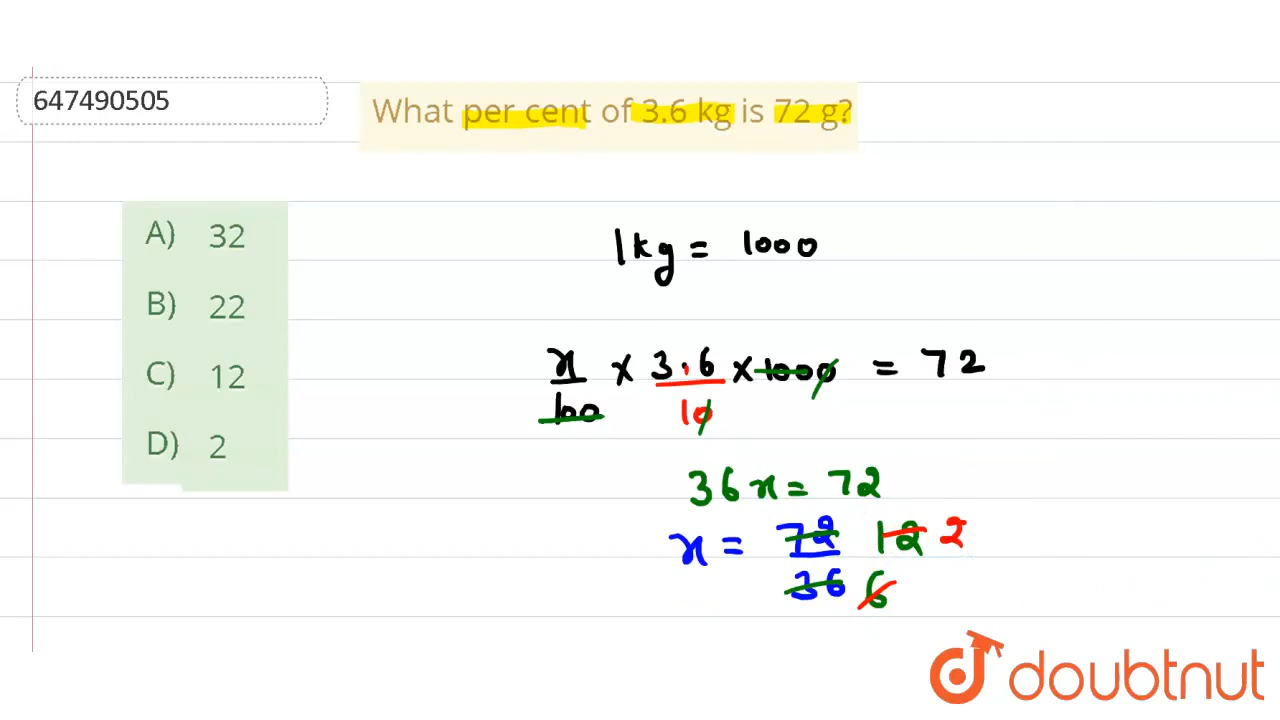 647490505
What per cent of 3.6 kg is 72 g?
A) 32
B) 22
C) 12
D) 2
1kg = 1000
x/100 × 3.6/10 × 1000 = 72
36x = 72
x = 72/36 12/6 2
doubtnut